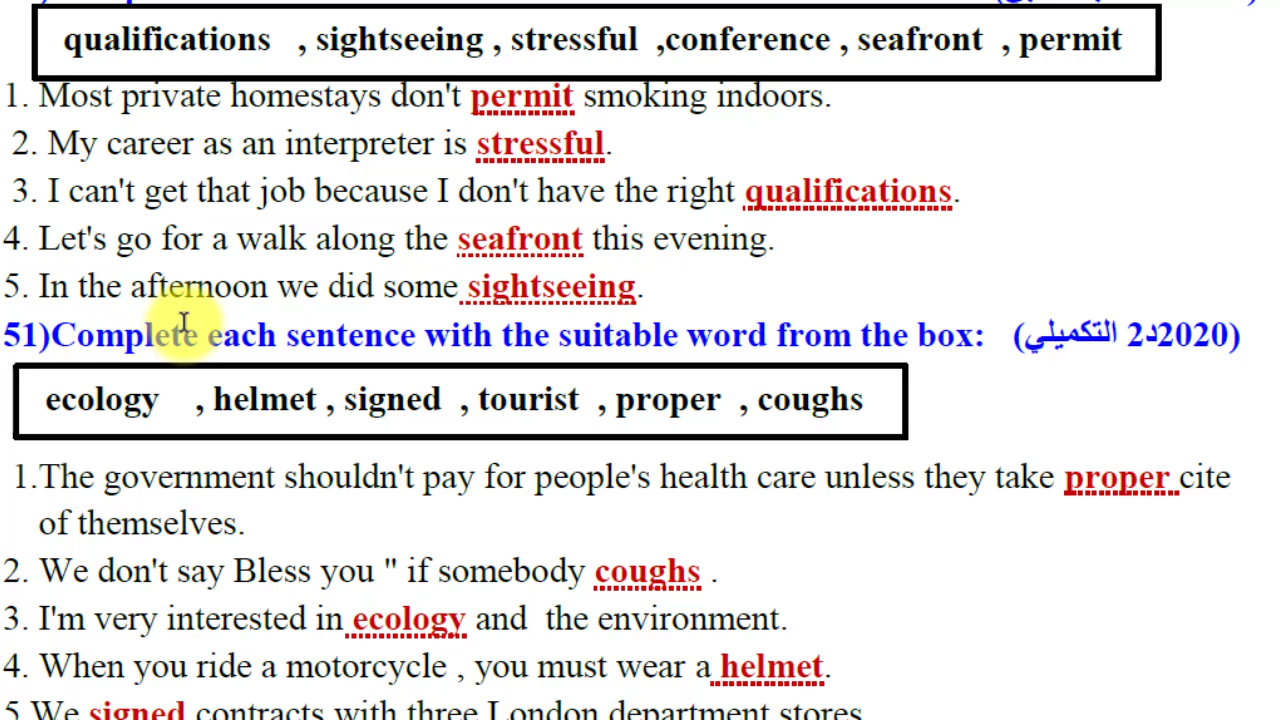 qualifications , sightseeing , stressful ,conference , seafront , permit
1. Most private homestays don't permit smoking indoors.
2. My career as an interpreter is stressful.
3. I can't get that job because I don't have the right qualifications.
4. Let's go for a walk along the seafront this evening.
5. In the afternoon we did some sightseeing.
51)Complete each sentence with the suitable word from the box: (2020د2 التكميلي)
ecology , helmet , signed , tourist , proper , coughs
1.The government shouldn't pay for people's health care unless they take proper cite
of themselves.
2. We don't say Bless you " if somebody coughs .
3. I'm very interested in ecology and the environment.
4. When you ride a motorcycle , you must wear a helmet.
5 We signed contracts with three London department stores